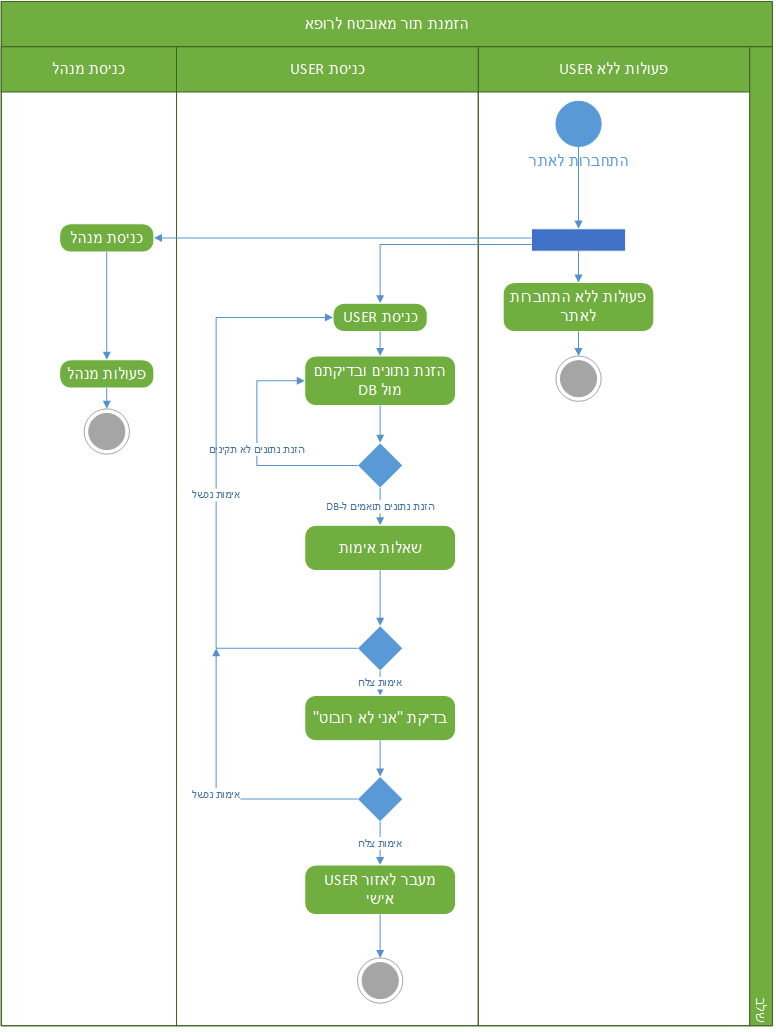 הזמנת תור מאובטח לרופא
פעולות ללא USER
כניסת USER
כניסת מנהל
התחברות לאתר
כניסת מנהל
פעולות ללא התחברות
לאתר
כניסת USER
הזנת נתונים ובדיקתם
מול DB
פעולות מנהל
הזנת נתונים לא תקינים
אימות נכשל
הזנת נתונים תואמים ל-DB
שאלות אימות
אימות צלח
בדיקת "אני לא רובוט"
אימות נכשל
אימות צלח
מעבר לאזור USER
אישי
שלב